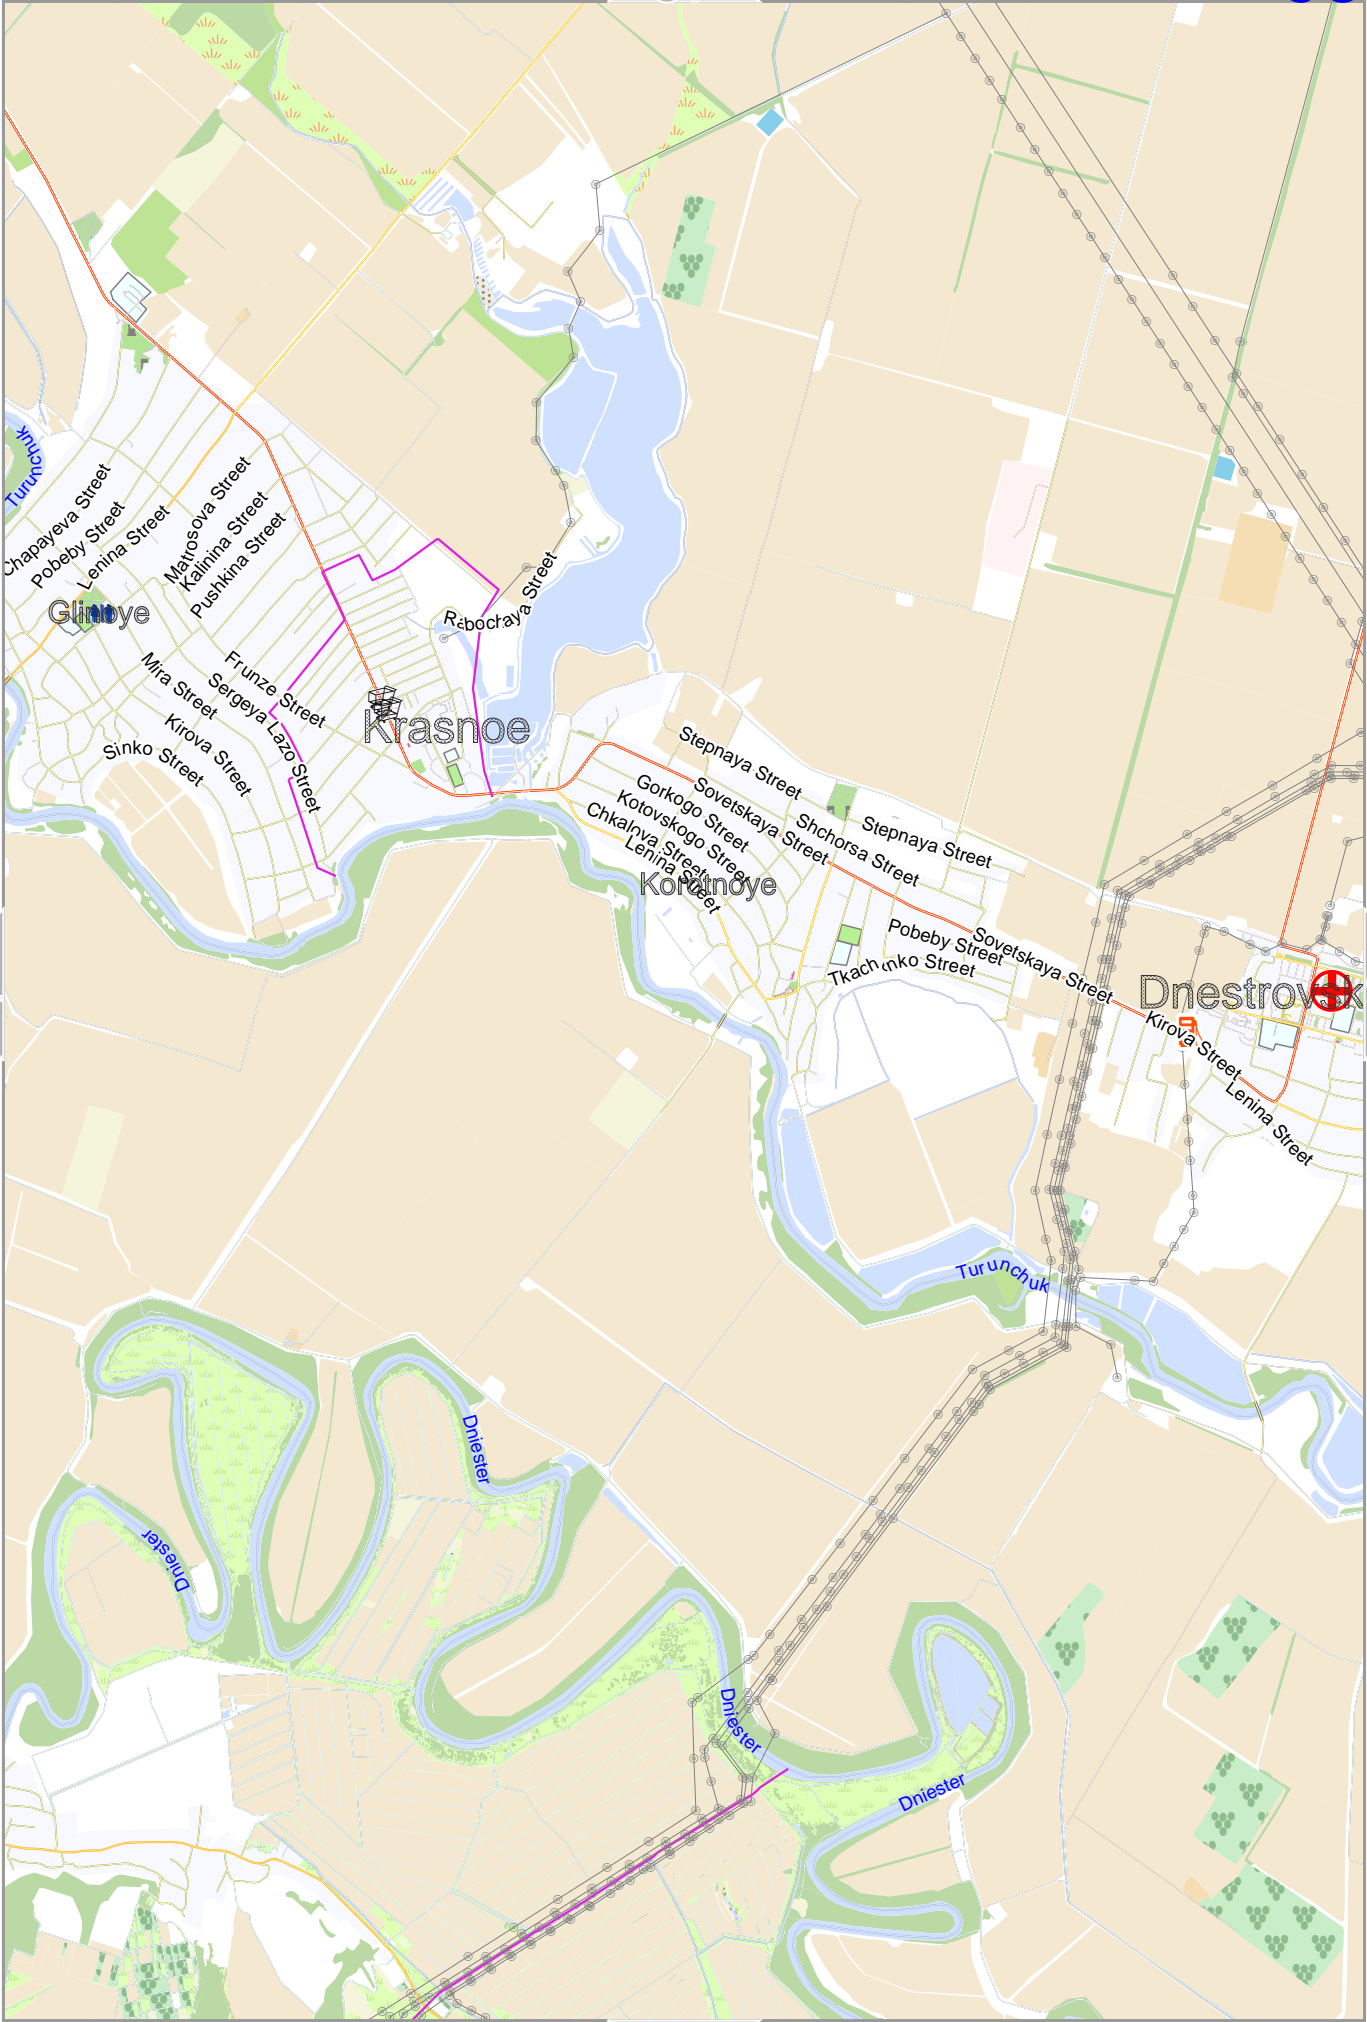 Turunchuk
Chapayeva Street
Pobeby Street
Lenina Street
Matrosova Street
Kalinina Street
Pushkina Street
Glinoye
Rabochaya Street
Mira Street
Frunze Street
Sergeya Lazo Street
Kirova Street
Sinko Street
Krasnoe
Stepnaya Street
Sovetskaya Street
Gorkogo Street
Kotovskogo Street
Chkalova Street
Lenina Street
Shchorsa Street
Stepnaya Street
Korotnoye
Pobeby Street
Sovetskaya Street
Tkachenko Street
Dnestrovsk
Kirova Street
Lenina Street
Turunchuk
Dniester
Dniester
Dniester
Dniester